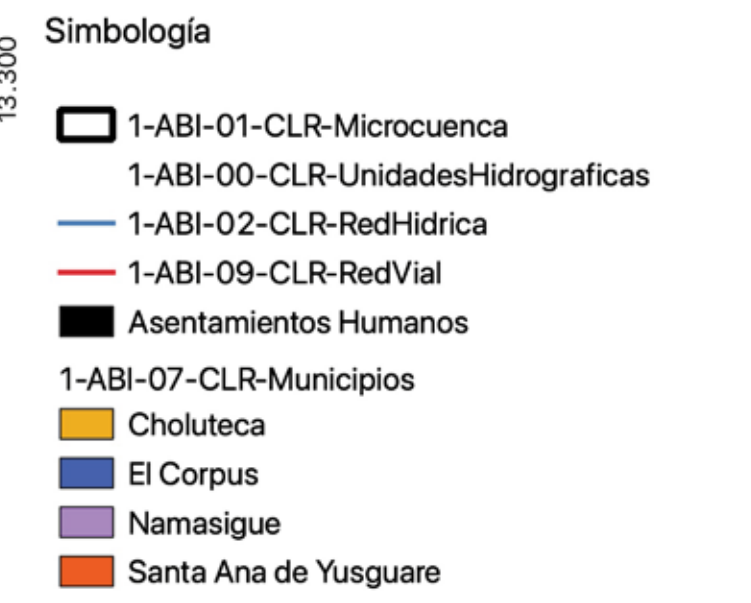 Simbología
13.300
1-ABI-01-CLR-Microcuenca
1-ABI-00-CLR-UnidadesHidrograficas
1-ABI-02-CLR-RedHidrica
1-ABI-09-CLR-RedVial
Asentamientos Humanos
1-ABI-07-CLR-Municipios
Choluteca
El Corpus
Namasigue
Santa Ana de Yusguare